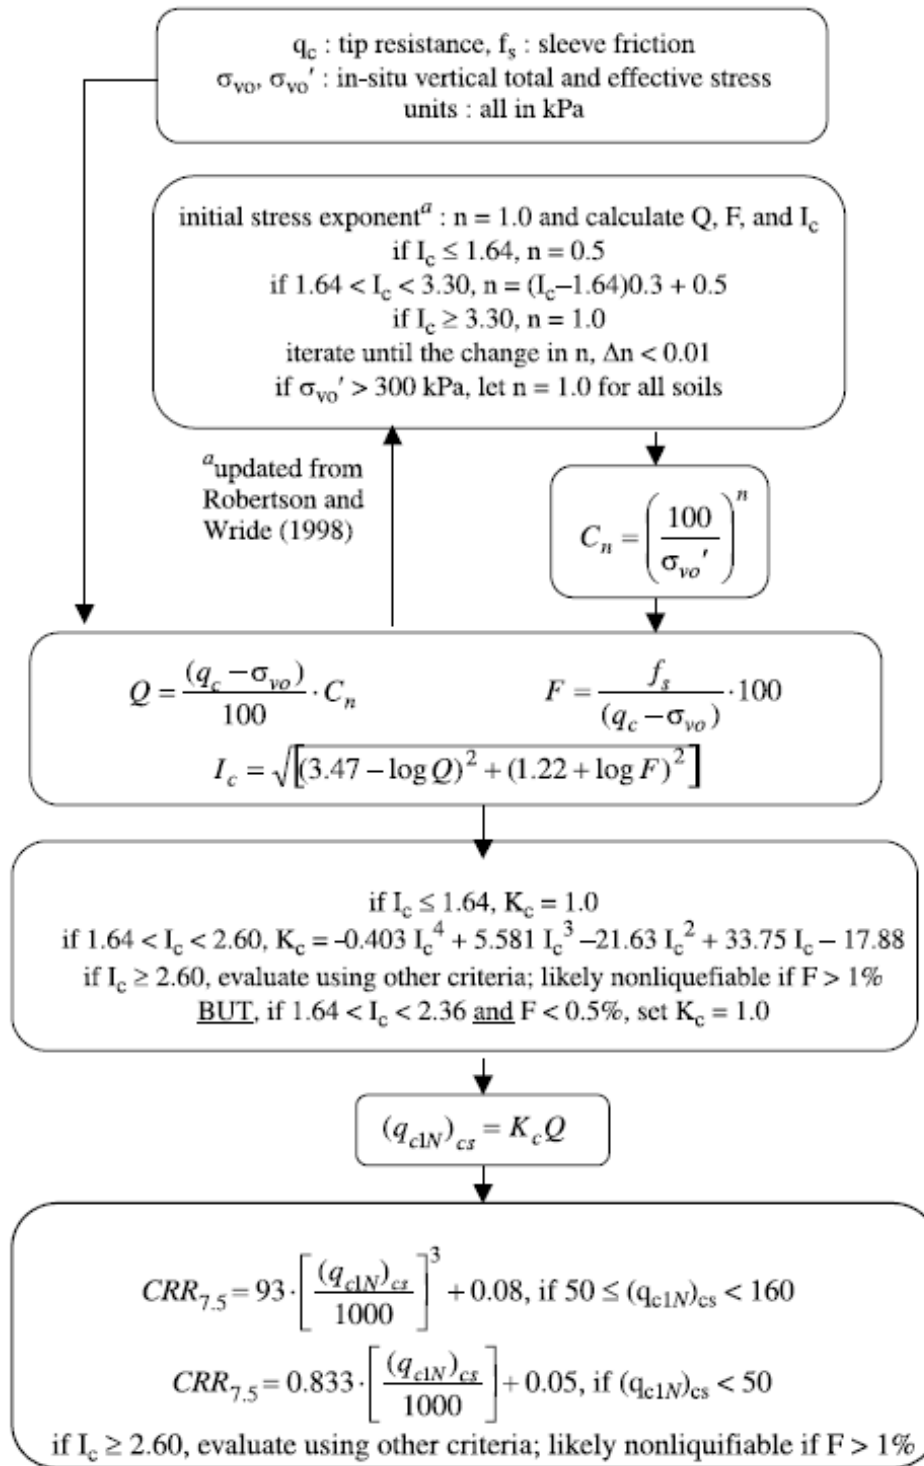 q_c : tip resistance, f_s : sleeve friction
σ_vo, σ_vo′ : in-situ vertical total and effective stress
units : all in kPa
initial stress exponent^a : n = 1.0 and calculate Q, F, and I_c
if I_c ≤ 1.64, n = 0.5
if 1.64 < I_c < 3.30, n = (I_c–1.64)0.3 + 0.5
if I_c ≥ 3.30, n = 1.0
iterate until the change in n, Δn < 0.01
if σ_vo′ > 300 kPa, let n = 1.0 for all soils
^a updated from
Robertson and
Wride (1998)
C_n = (100 / σ_vo′)^n
Q = (q_c – σ_vo) / 100 · C_n
F = f_s / (q_c – σ_vo) · 100
I_c = √[(3.47 – log Q)^2 + (1.22 + log F)^2]
if I_c ≤ 1.64, K_c = 1.0
if 1.64 < I_c < 2.60, K_c = –0.403 I_c^4 + 5.581 I_c^3 –21.63 I_c^2 + 33.75 I_c – 17.88
if I_c ≥ 2.60, evaluate using other criteria; likely nonliquefiable if F > 1%
BUT, if 1.64 < I_c < 2.36 and F < 0.5%, set K_c = 1.0
(q_c1N)_cs = K_c Q
CRR_7.5 = 93 · [(q_c1N)_cs / 1000]^3 + 0.08, if 50 ≤ (q_c1N)_cs < 160
CRR_7.5 = 0.833 · [(q_c1N)_cs / 1000] + 0.05, if (q_c1N)_cs < 50
if I_c ≥ 2.60, evaluate using other criteria; likely nonliquifiable if F > 1%